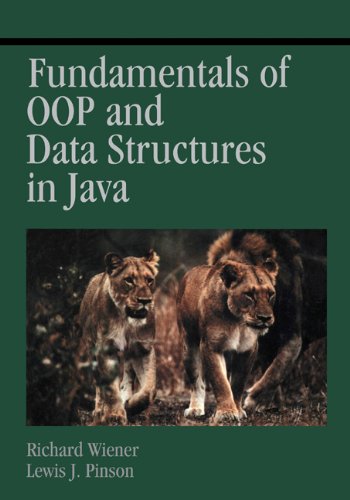 Fundamentals of
OOP and
Data Structures
in Java
Richard Wiener
Lewis J. Pinson